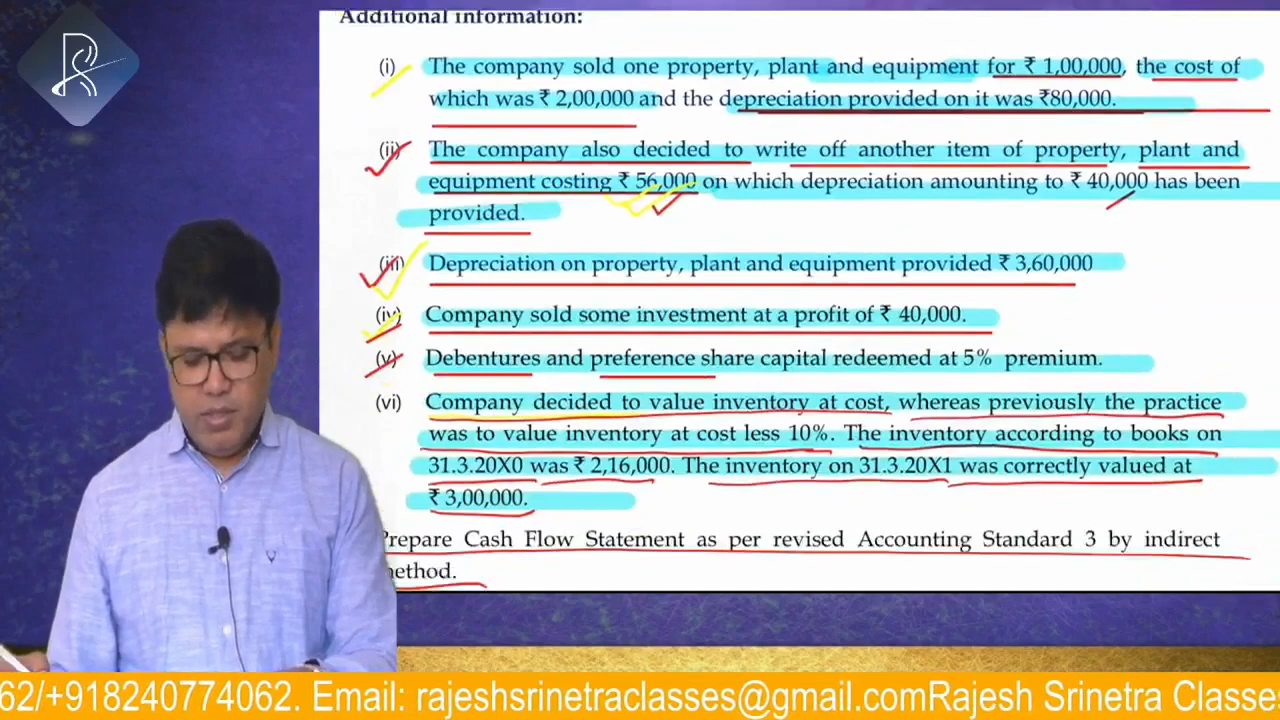 Additional information:
(i) The company sold one property, plant and equipment for ₹ 1,00,000, the cost of
which was ₹ 2,00,000 and the depreciation provided on it was ₹80,000.
(ii) The company also decided to write off another item of property, plant and
equipment costing ₹ 56,000 on which depreciation amounting to ₹ 40,000 has been
provided.
(iii) Depreciation on property, plant and equipment provided ₹ 3,60,000
(iv) Company sold some investment at a profit of ₹ 40,000.
(v) Debentures and preference share capital redeemed at 5% premium.
(vi) Company decided to value inventory at cost, whereas previously the practice
was to value inventory at cost less 10%. The inventory according to books on
31.3.20X0 was ₹ 2,16,000. The inventory on 31.3.20X1 was correctly valued at
₹ 3,00,000.
Prepare Cash Flow Statement as per revised Accounting Standard 3 by indirect
method.
62/+918240774062. Email: rajeshsrinetraclasses@gmail.comRajesh Srinetra Classes